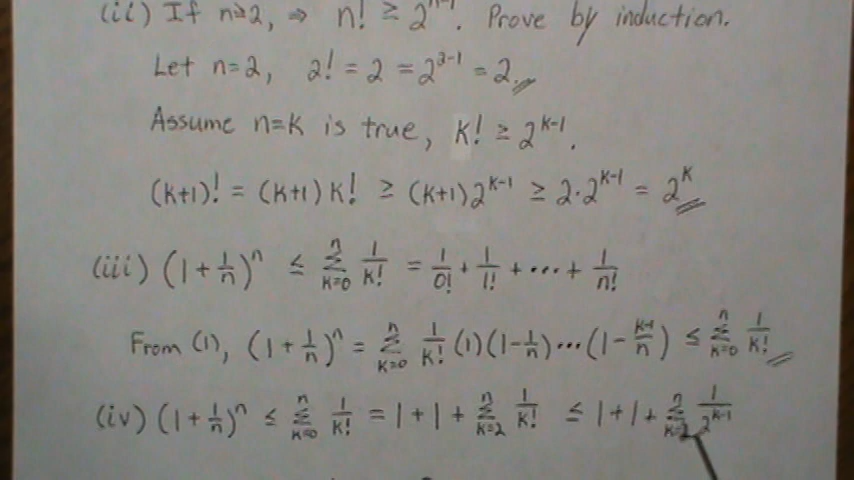 (ii) If n≥2, ⇒ n! ≥ 2^{n-1}. Prove by induction.
Let n=2, 2! = 2 = 2^{2-1} = 2.
Assume n=k is true, k! ≥ 2^{k-1}.
(k+1)! = (k+1) k! ≥ (k+1) 2^{k-1} ≥ 2·2^{k-1} = 2^k
(iii) (1 + 1/n)^n ≤ Σ_{k=0}^{n} 1/k! = 1/0! + 1/1! + ··· + 1/n!
From (1), (1 + 1/n)^n = Σ_{k=0}^{n} 1/k! (1)(1 - 1/n)···(1 - (k-1)/n) ≤ Σ_{k=0}^{n} 1/k!
(iv) (1 + 1/n)^n ≤ Σ_{k=0}^{n} 1/k! = 1 + 1 + Σ_{k=2}^{n} 1/k! ≤ 1 + 1 + Σ_{k=2}^{n} 1/2^{k-1}